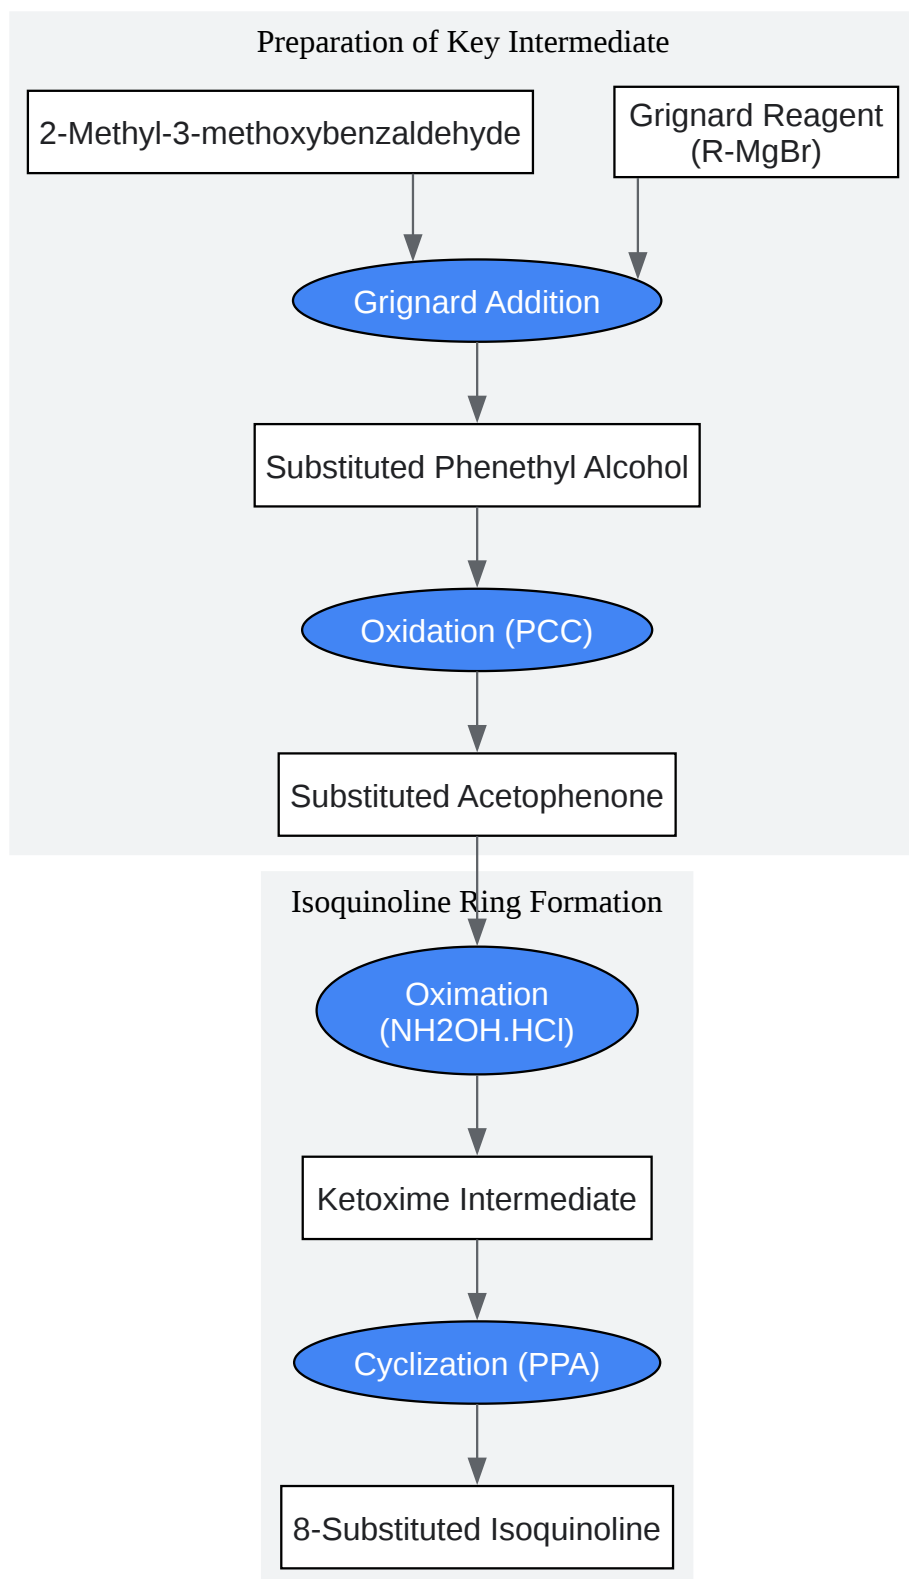 Preparation of Key Intermediate
2-Methyl-3-methoxybenzaldehyde
Grignard Reagent
(R-MgBr)
Grignard Addition
Substituted Phenethyl Alcohol
Oxidation (PCC)
Substituted Acetophenone
Isoquinoline Ring Formation
Oximation
(NH2OH.HCl)
Ketoxime Intermediate
Cyclization (PPA)
8-Substituted Isoquinoline